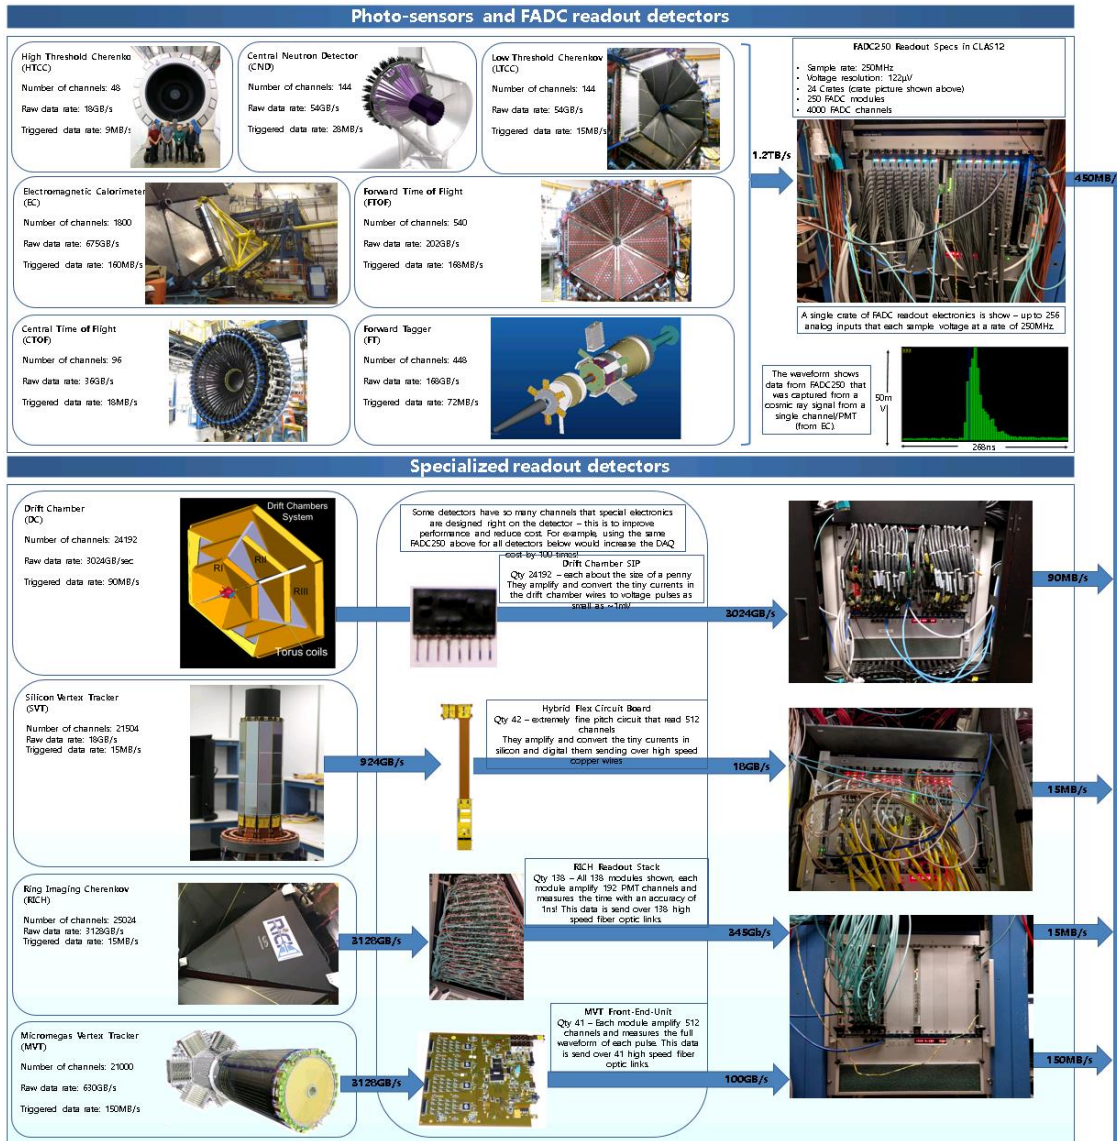 Photo-sensors and FADC readout detectors
High Threshold Cherenko
(HTCC)
Number of channels: 48
Raw data rate: 18GB/s
Triggered data rate: 9MB/s
Central Neutron Detector
(CND)
Number of channels: 144
Raw data rate: 54GB/s
Triggered data rate: 28MB/s
Low Threshold Cherenkov
(LTCC)
Number of channels: 144
Raw data rate: 54GB/s
Triggered data rate: 15MB/s
Electromagnetic Calorimeter
(EC)
Number of channels: 1800
Raw data rate: 675GB/s
Triggered data rate: 160MB/s
Forward Time of Flight
(FTOF)
Number of channels: 540
Raw data rate: 202GB/s
Triggered data rate: 168MB/s
Central Time of Flight
(CTOF)
Number of channels: 96
Raw data rate: 36GB/s
Triggered data rate: 18MB/s
Forward Tagger
(FT)
Number of channels: 448
Raw data rate: 168GB/s
Triggered data rate: 72MB/s
1.2TB/s
FADC250 Readout Specs in CLAS12
• Sample rate: 250MHz
• Voltage resolution: 122µV
• 24 Crates (crate picture shown above)
• 250 FADC modules
• 4000 FADC channels
450MB/
A single crate of FADC readout electronics is show – up to 256
analog inputs that each sample voltage at a rate of 250MHz.
The waveform shows
data from FADC250 that
was captured from a
cosmic ray signal from a
single channel/PMT
(from EC).
50m
V
268ns
Specialized readout detectors
Drift Chamber
(DC)
Number of channels: 24192
Raw data rate: 3024GB/sec
Triggered data rate: 90MB/s
Drift Chambers
System
RI
RII
RIII
Torus coils
Some detectors have so many channels that special electronics
are designed right on the detector – this is to improve
performance and reduce cost. For example, using the same
FADC250 above for all detectors below would increase the DAQ
cost by 100 times!
Drift Chamber SIP
Qty 24192 – each about the size of a penny
They amplify and convert the tiny currents in
the drift chamber wires to voltage pulses as
small as ~1mV
3024GB/s
90MB/s
Silicon Vertex Tracker
(SVT)
Number of channels: 21504
Raw data rate: 18GB/s
Triggered data rate: 15MB/s
924GB/s
Hybrid Flex Circuit Board
Qty 42 – extremely fine pitch circuit that read 512
channels
They amplify and convert the tiny currents in
silicon and digital them sending over high speed
copper wires
18GB/s
15MB/s
Ring Imaging Cherenkov
(RICH)
Number of channels: 25024
Raw data rate: 3128GB/s
Triggered data rate: 15MB/s
RICH
3128GB/s
RICH Readout Stack
Qty 138 – All 138 modules shown, each
module amplify 192 PMT channels and
measures the time with an accuracy of
1ns! This data is send over 138 high
speed fiber optic links.
345Gb/s
15MB/s
Micromegas Vertex Tracker
(MVT)
Number of channels: 21000
Raw data rate: 630GB/s
Triggered data rate: 150MB/s
3128GB/s
MVT Front-End-Unit
Qty 41 – Each module amplify 512
channels and measures the full
waveform of each pulse. This data
is send over 41 high speed fiber
optic links.
100GB/s
150MB/s